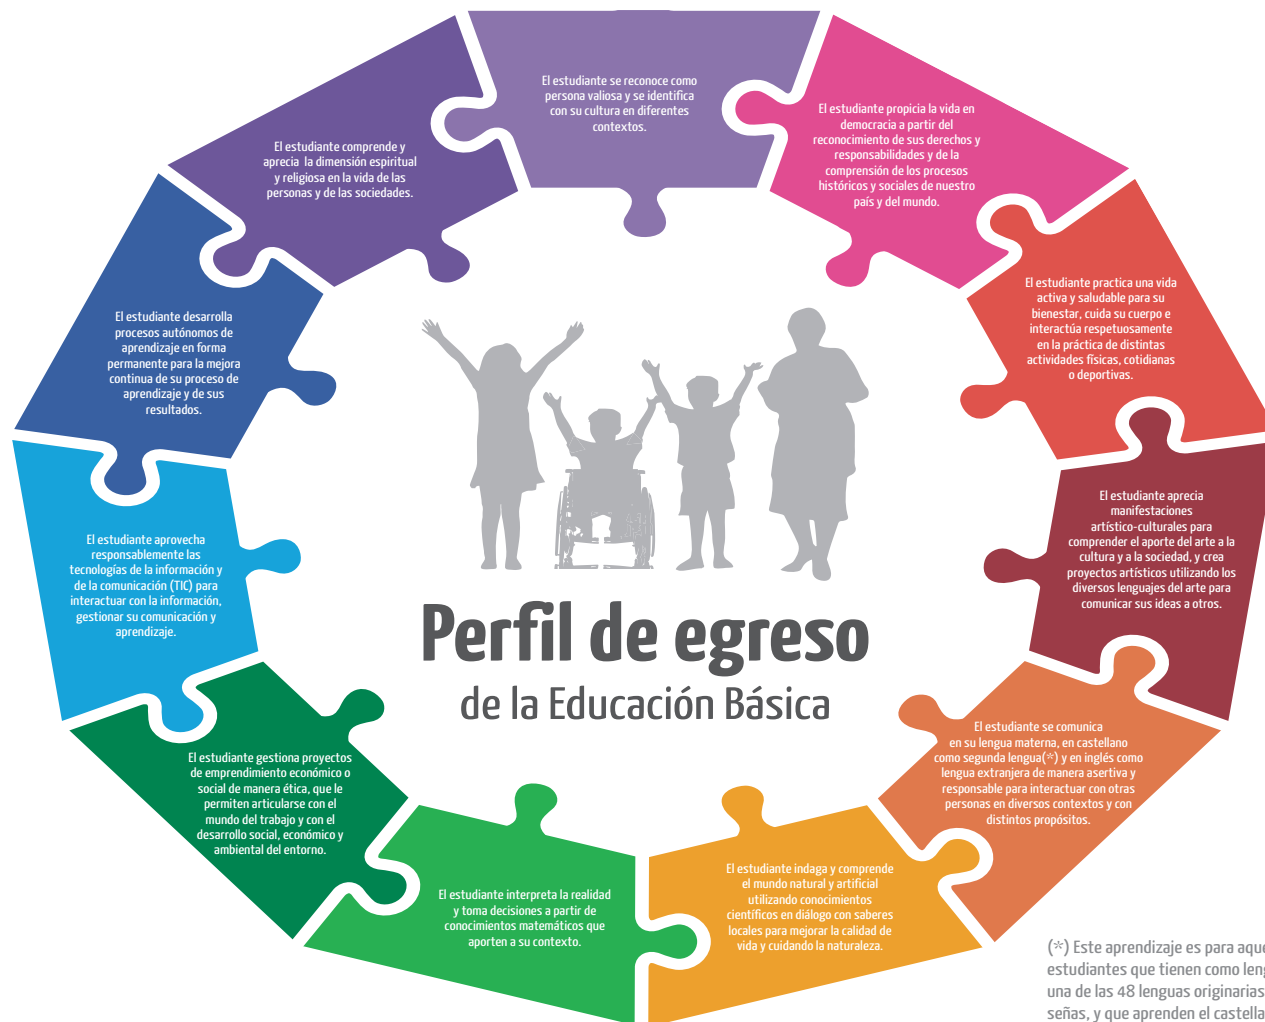 El estudiante se reconoce como
persona valiosa y se identifica
con su cultura en diferentes
contextos.
El estudiante propicia la vida en
democracia a partir del
reconocimiento de sus derechos y
responsabilidades y de la
comprensión de los procesos
históricos y sociales de nuestro
país y del mundo.
El estudiante practica una vida
activa y saludable para su
bienestar, cuida su cuerpo e
interactúa respetuosamente
en la práctica de distintas
actividades físicas, cotidianas
o deportivas.
El estudiante aprecia
manifestaciones
artístico-culturales para
comprender el aporte del arte a la
cultura y a la sociedad, y crea
proyectos artísticos utilizando los
diversos lenguajes del arte para
comunicar sus ideas a otros.
El estudiante se comunica
en su lengua materna, en castellano
como segunda lengua(*) y en inglés como
lengua extranjera de manera asertiva y
responsable para interactuar con otras
personas en diversos contextos y con
distintos propósitos.
El estudiante indaga y comprende
el mundo natural y artificial
utilizando conocimientos
científicos en diálogo con saberes
locales para mejorar la calidad de
vida y cuidando la naturaleza.
El estudiante interpreta la realidad
y toma decisiones a partir de
conocimientos matemáticos que
aporten a su contexto.
El estudiante gestiona proyectos
de emprendimiento económico o
social de manera ética, que le
permiten articularse con el
mundo del trabajo y con el
desarrollo social, económico y
ambiental del entorno.
El estudiante aprovecha
responsablemente las
tecnologías de la información y
de la comunicación (TIC) para
interactuar con la información,
gestionar su comunicación y
aprendizaje.
El estudiante desarrolla
procesos autónomos de
aprendizaje en forma
permanente para la mejora
continua de su proceso de
aprendizaje y de sus
resultados.
El estudiante comprende y
aprecia la dimensión espiritual
y religiosa en la vida de las
personas y de las sociedades.
Perfil de egreso
de la Educación Básica
(*) Este aprendizaje es para
estudiantes que tienen como
una de las 48 lenguas originarias
señas, y que aprenden el